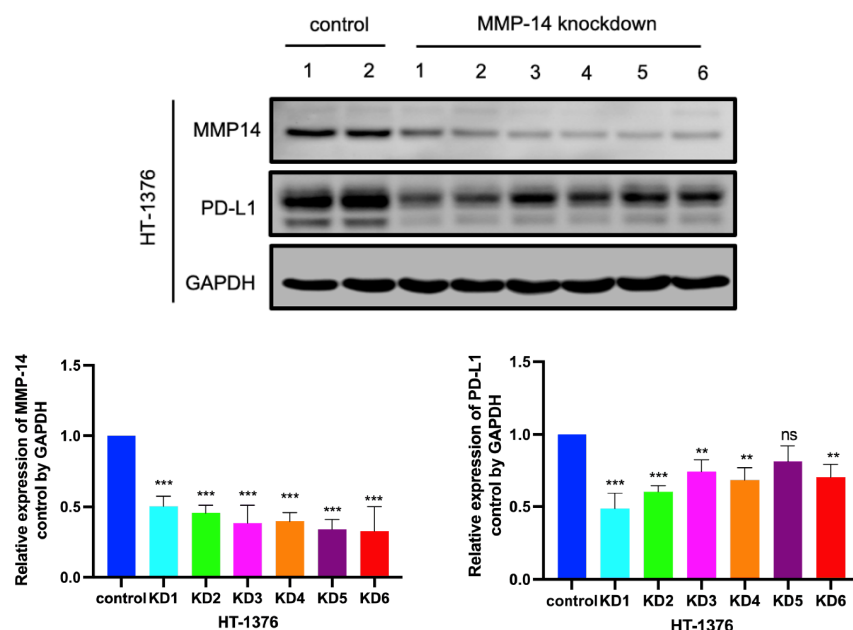 control MMP-14 knockdown
1 2 1 2 3 4 5 6
HT-1376
MMP14
PD-L1
GAPDH
Relative expression of MMP-14
control by GAPDH
1.5
1.0
0.5
0.0
*** *** *** *** *** ***
control KD1 KD2 KD3 KD4 KD5 KD6
HT-1376
Relative expression of PD-L1
control by GAPDH
1.5
1.0
0.5
0.0
*** *** ** ** ns **
control KD1 KD2 KD3 KD4 KD5 KD6
HT-1376